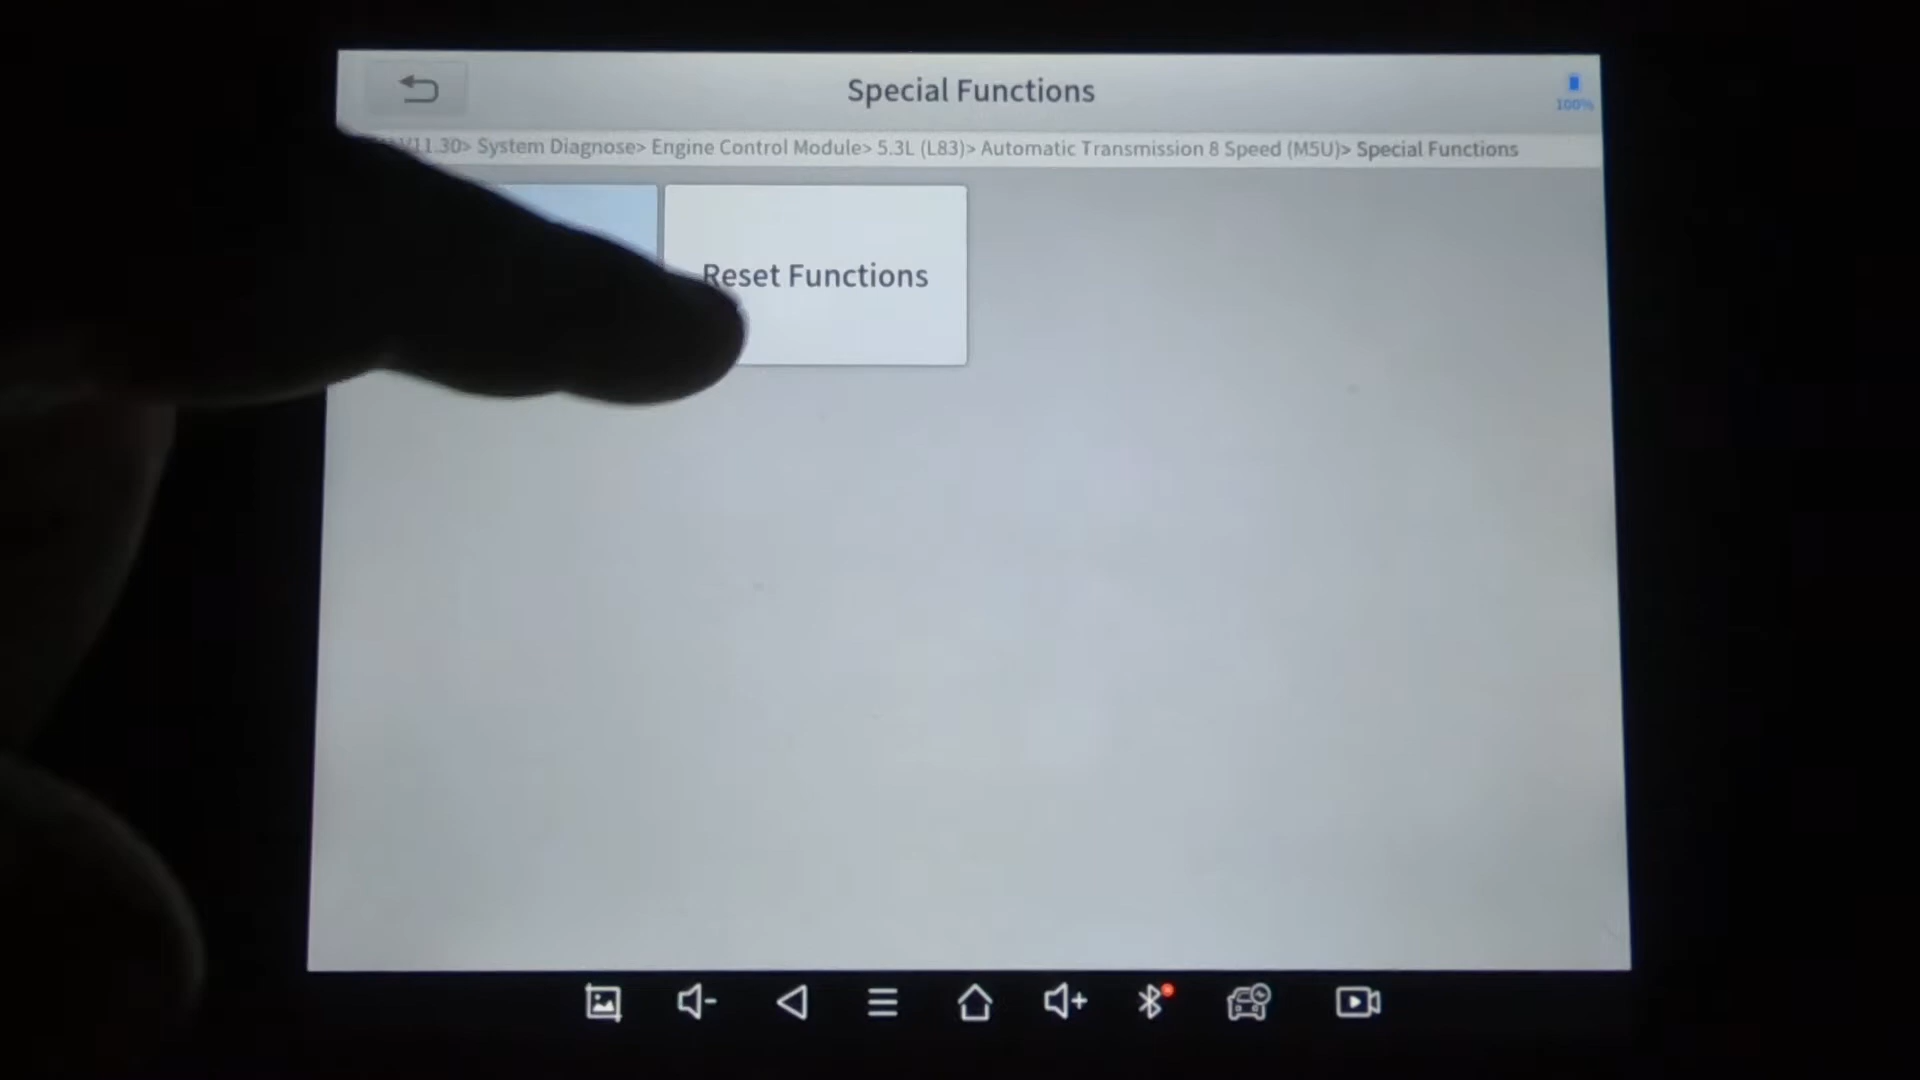 Special Functions
100%
V11.30> System Diagnose> Engine Control Module> 5.3L (L83)> Automatic Transmission 8 Speed (M5U)> Special Functions
Reset Functions